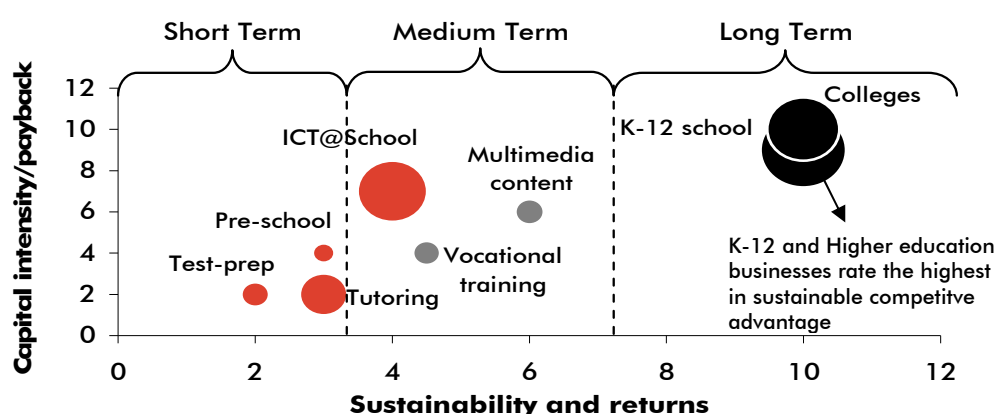 Short Term
Medium Term
Long Term
Capital intensity/payback
12
10
8
6
4
2
0
Colleges
K-12 school
ICT@School
Multimedia
content
Pre-school
Test-prep
Tutoring
Vocational
training
K-12 and Higher education
businesses rate the highest
in sustainable competitve
advantage
0 2 4 6 8 10 12
Sustainability and returns